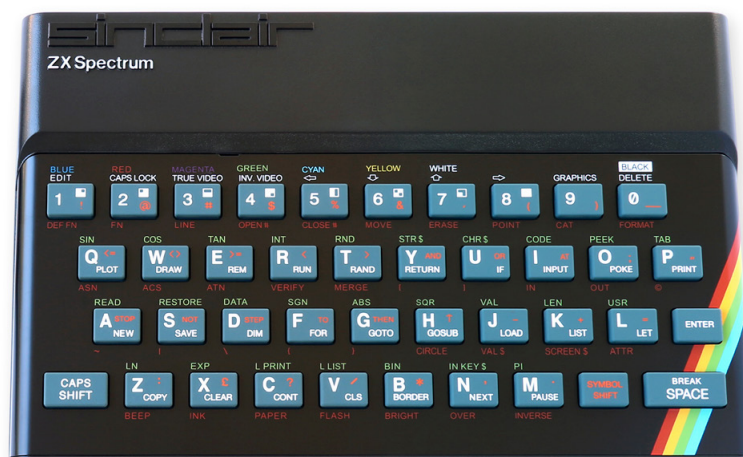 sinclair
ZX Spectrum
BLUE RED MAGENTA GREEN CYAN YELLOW WHITE BLACK
EDIT CAPS LOCK TRUE VIDEO INV. VIDEO ⇦ ⇩ ⇧ ⇨ GRAPHICS DELETE
1 ! 2 @ 3 # 4 $ 5 % 6 & 7 ' 8 ( 9 ) 0 _
DEF FN FN LINE OPEN # CLOSE # MOVE ERASE POINT CAT FORMAT
SIN COS TAN INT RND STR $ CHR $ CODE PEEK TAB
Q <= W <> E >= R < T > Y AND U OR I AT O ; P "
PLOT DRAW REM RUN RAND RETURN IF INPUT POKE PRINT
ASN ACS ATN VERIFY MERGE [ ] IN OUT ©
READ RESTORE DATA SGN ABS SQR VAL LEN USR
A STOP S NOT D STEP F TO G THEN H ↑ J - K + L = ENTER
NEW SAVE DIM FOR GOTO GOSUB LOAD LIST LET
~ | \ { } CIRCLE VAL $ SCREEN $ ATTR
LN EXP L PRINT L LIST BIN IN KEY $ PI
CAPS Z : X £ C ? V / B * N , M . SYMBOL BREAK
SHIFT COPY CLEAR CONT CLS BORDER NEXT PAUSE SHIFT SPACE
BEEP INK PAPER FLASH BRIGHT OVER INVERSE